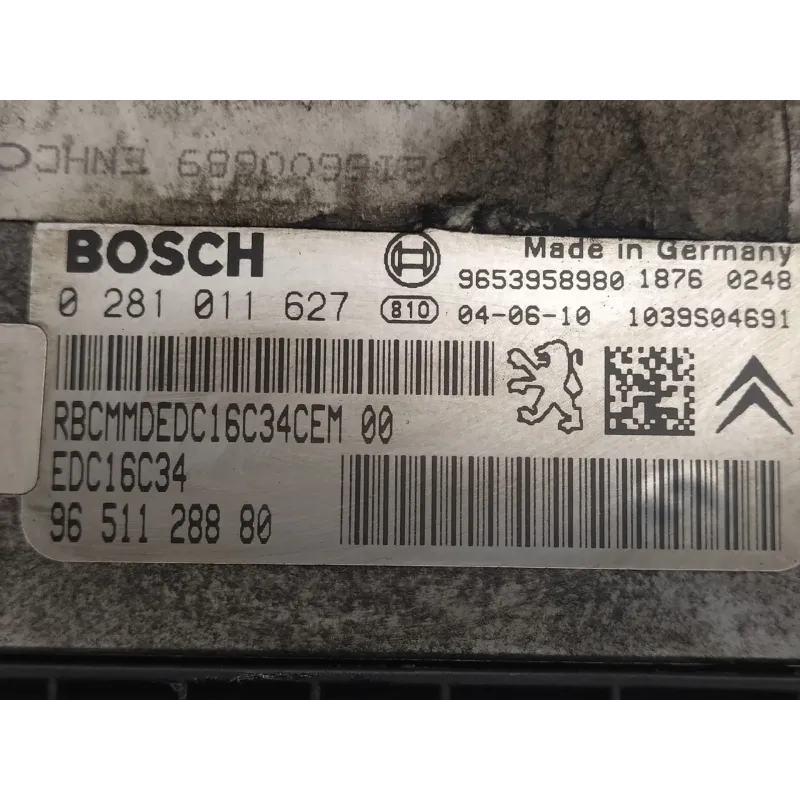 BOSCH
Made in Germany
9653958980 1876 0248
0 281 011 627 810 04-06-10 1039S04691
RBCMMDEDC16C34CEM 00
EDC16C34
96 511 288 80